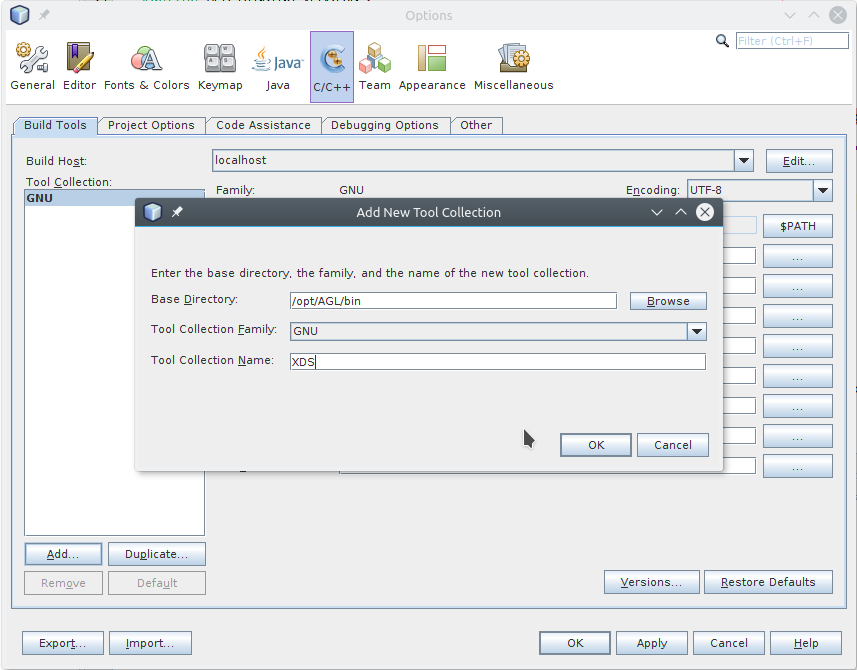 Options
Filter (Ctrl+F)
General Editor Fonts & Colors Keymap Java C/C++ Team Appearance Miscellaneous
Java
Build Tools Project Options Code Assistance Debugging Options Other
Build Host: localhost Edit...
Tool Collection:
GNU
Family: GNU Encoding: UTF-8
$PATH
Add New Tool Collection
Enter the base directory, the family, and the name of the new tool collection.
Base Directory: /opt/AGL/bin Browse
Tool Collection Family: GNU
Tool Collection Name: XDS
OK Cancel
...
...
...
...
...
...
...
...
Add... Duplicate...
Remove Default
Versions... Restore Defaults
Export... Import... OK Apply Cancel Help